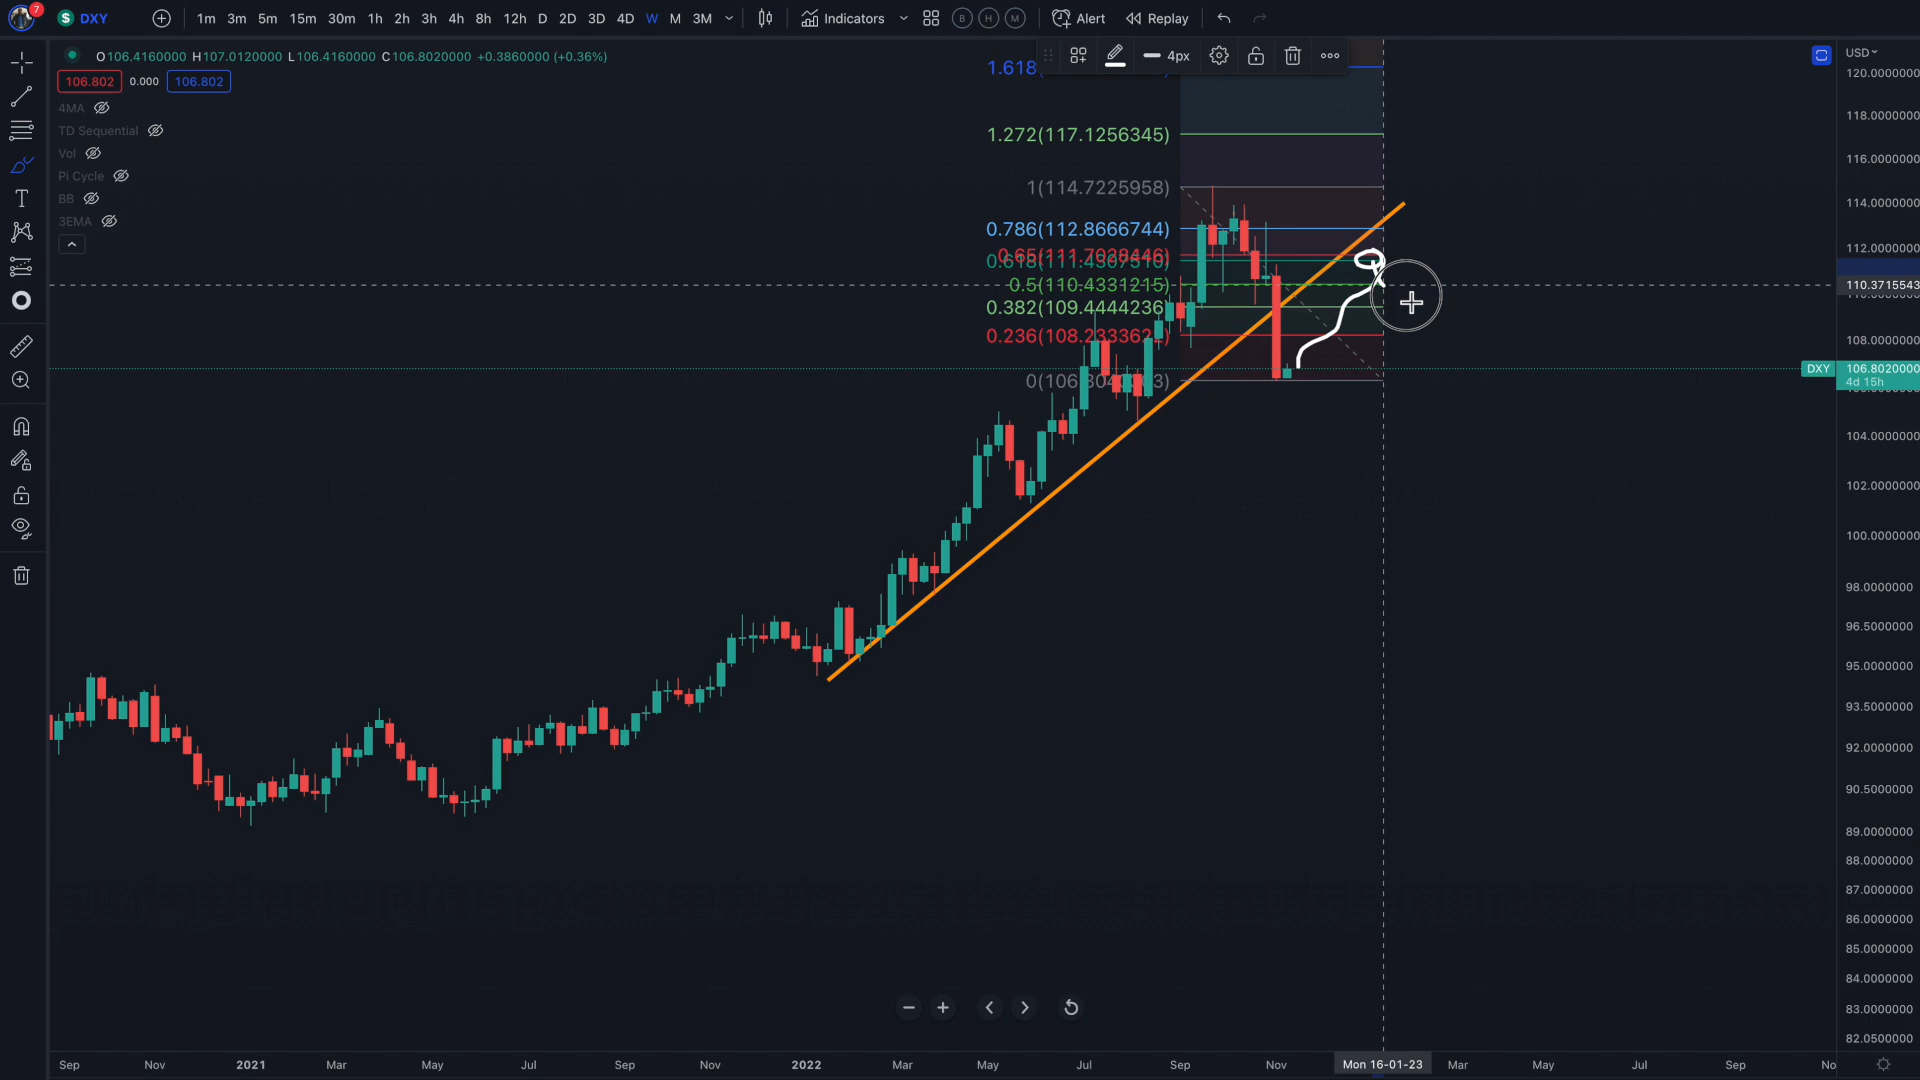 7 DXY 1m 3m 5m 15m 30m 1h 2h 3h 4h 8h 12h D 2D 3D 4D W M 3M Indicators B H M Alert Replay
O106.4160000 H107.0120000 L106.4160000 C106.8020000 +0.3860000 (+0.36%)
4px
USD
106.802 0.000 106.802
4MA
TD Sequential
Vol
Pi Cycle
BB
3EMA
1.618
1.272(117.1256345)
1(114.7225958)
0.786(112.8666744)
0.5(110.4331215)
0.382(109.4444236)
120.0000000
118.0000000
116.0000000
114.0000000
112.0000000
110.3715543
108.0000000
DXY 106.8020000
4d 15h
104.0000000
102.0000000
100.0000000
98.0000000
96.5000000
95.0000000
93.5000000
92.0000000
90.5000000
89.0000000
88.0000000
87.0000000
86.0000000
85.0000000
84.0000000
83.0000000
82.0500000
Sep Nov 2021 Mar May Jul Sep Nov 2022 Mar May Jul Sep Nov Mon 16-01-23 Mar May Jul Sep No